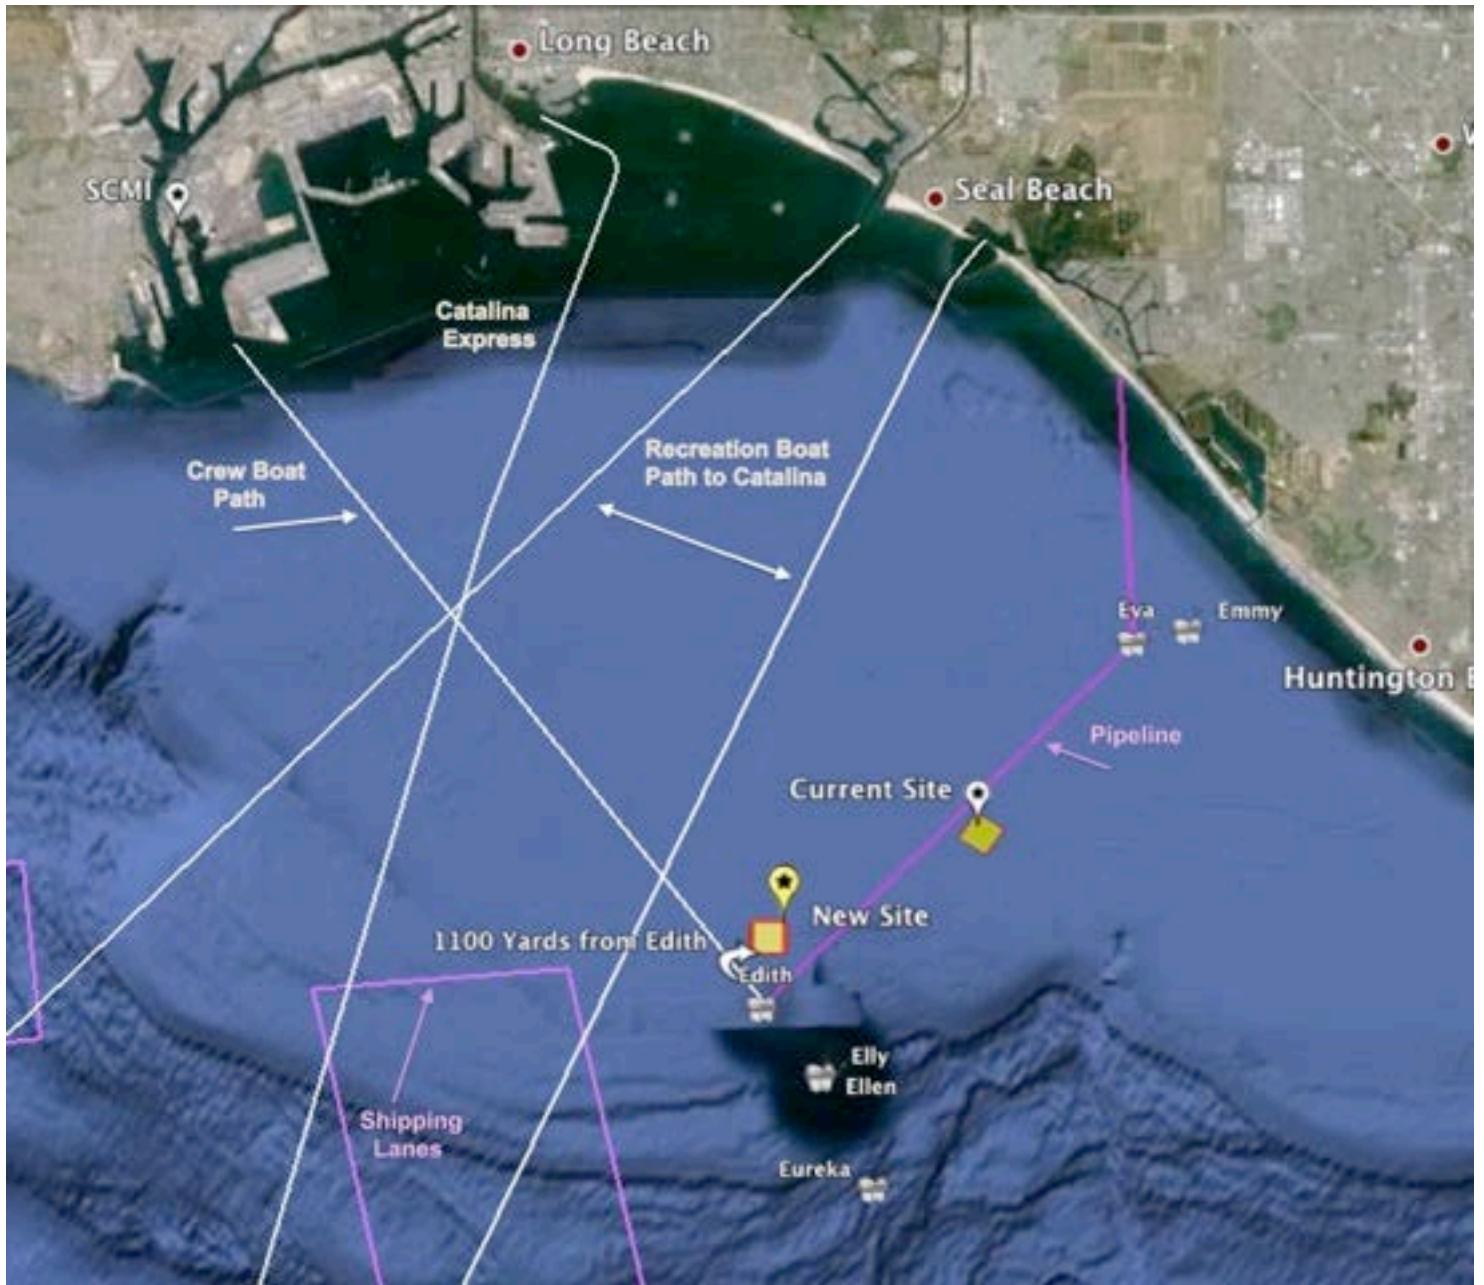 Long Beach
W
SCMI
Seal Beach
Catalina
Express
Recreation Boat
Path to Catalina
Crew Boat
Path
Eva
Emmy
Huntington B
Pipeline
Current Site
New Site
1100 Yards from Edith
Edith
Elly
Ellen
Shipping
Lanes
Eureka